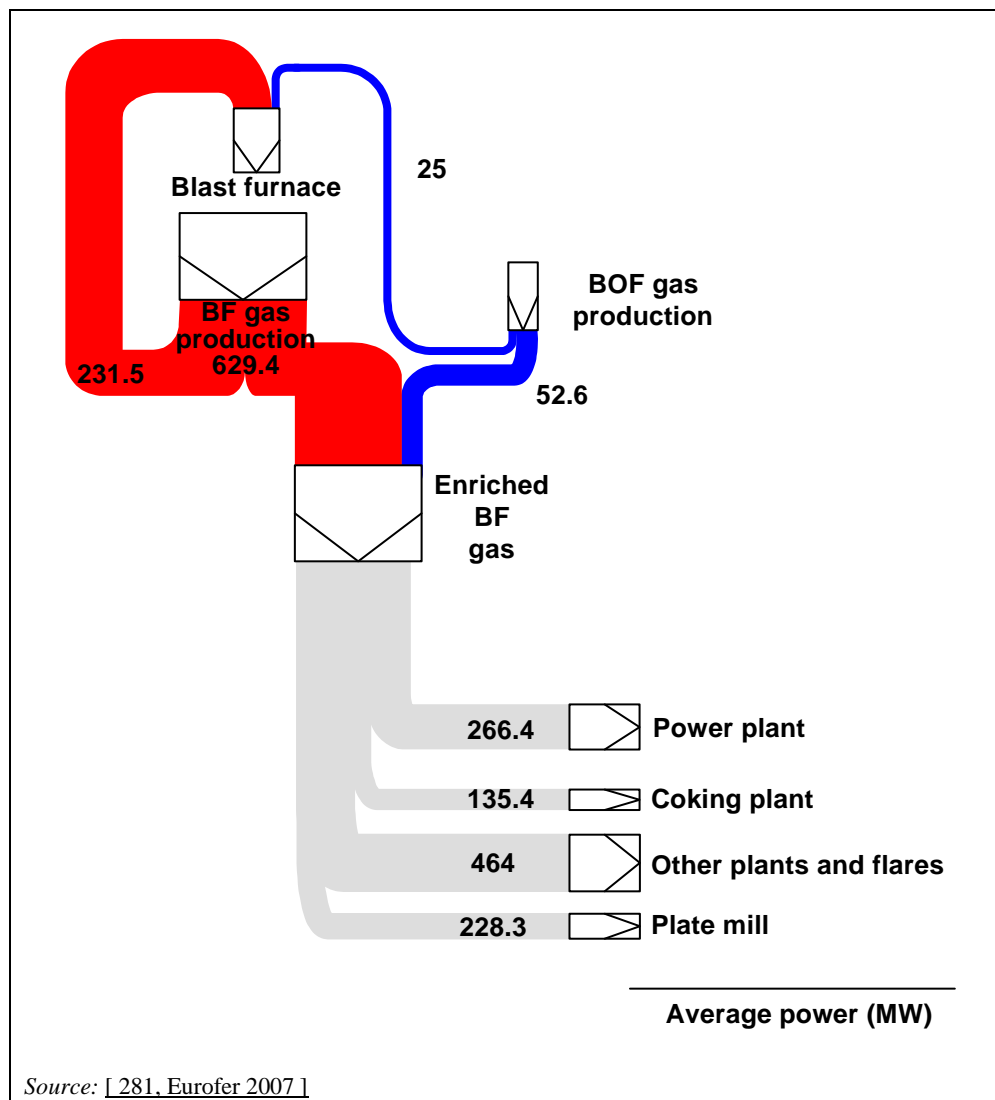 25
Blast furnace
BOF gas
production
BF gas
production
629.4
231.5
52.6
Enriched
BF
gas
266.4
Power plant
135.4
Coking plant
464
Other plants and flares
228.3
Plate mill
Average power (MW)
Source: [ 281, Eurofer 2007 ]